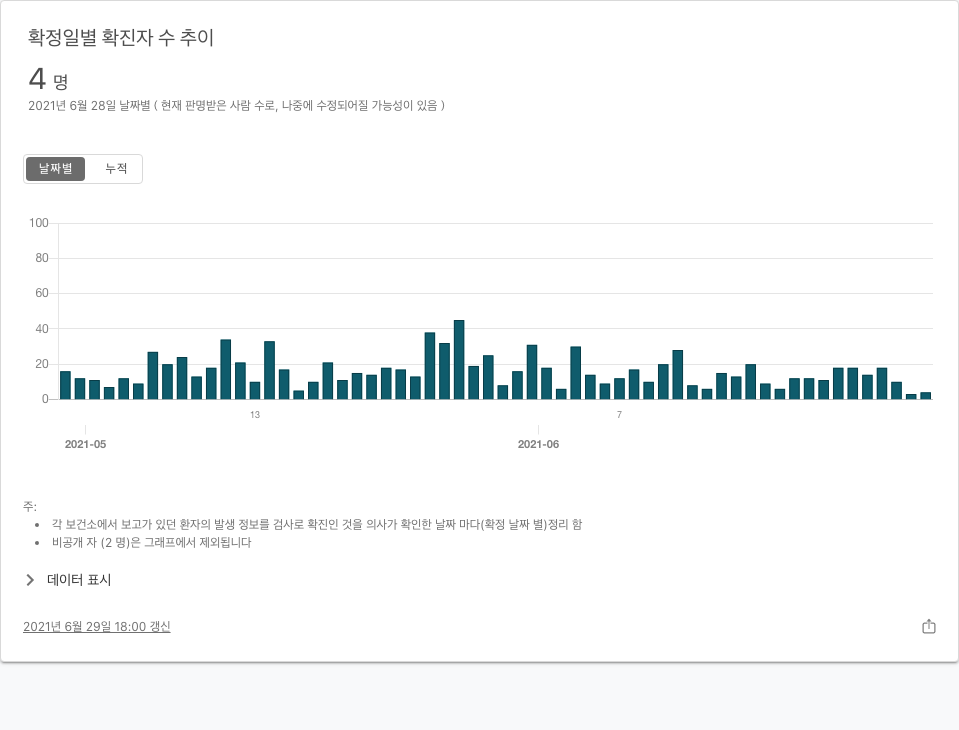 확정일별 확진자 수 추이
4 명
2021년 6월 28일 날짜별 ( 현재 판명받은 사람 수로, 나중에 수정되어질 가능성이 있음 )
날짜별 누적
100
80
60
40
20
0
13 7
2021-05 2021-06
주:
• 각 보건소에서 보고가 있던 환자의 발생 정보를 검사로 확진인 것을 의사가 확인한 날짜 마다(확정 날짜 별)정리 함
• 비공개 자 (2 명)은 그래프에서 제외됩니다
데이터 표시
2021년 6월 29일 18:00 갱신